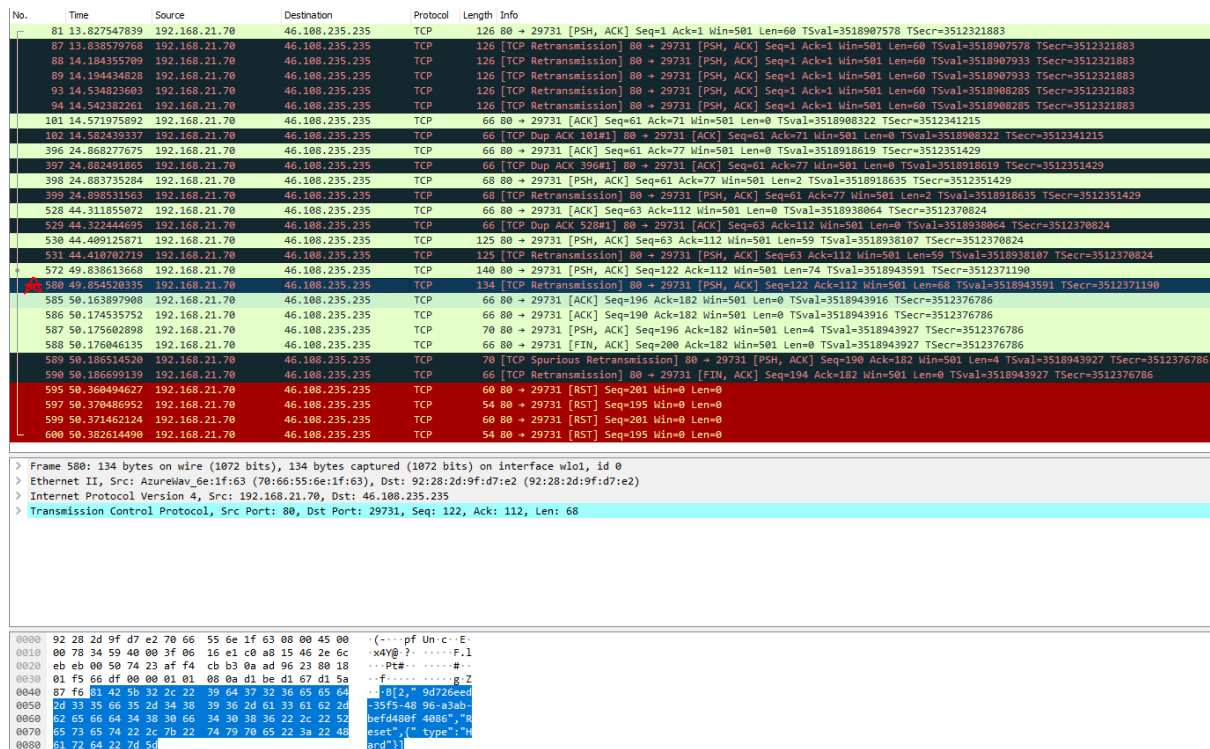 No. Time Source Destination Protocol Length Info
81 13.827547839 192.168.21.70 46.108.235.235 TCP 126 80 → 29731 [PSH, ACK] Seq=1 Ack=1 Win=501 Len=60 TSval=3518907578 TSecr=3512321883
87 13.838579768 192.168.21.70 46.108.235.235 TCP 126 [TCP Retransmission] 80 → 29731 [PSH, ACK] Seq=1 Ack=1 Win=501 Len=60 TSval=3518907578 TSecr=3512321883
88 14.184355709 192.168.21.70 46.108.235.235 TCP 126 [TCP Retransmission] 80 → 29731 [PSH, ACK] Seq=1 Ack=1 Win=501 Len=60 TSval=3518907933 TSecr=3512321883
89 14.194434828 192.168.21.70 46.108.235.235 TCP 126 [TCP Retransmission] 80 → 29731 [PSH, ACK] Seq=1 Ack=1 Win=501 Len=60 TSval=3518907933 TSecr=3512321883
93 14.534823603 192.168.21.70 46.108.235.235 TCP 126 [TCP Retransmission] 80 → 29731 [PSH, ACK] Seq=1 Ack=1 Win=501 Len=60 TSval=3518908285 TSecr=3512321883
94 14.542382261 192.168.21.70 46.108.235.235 TCP 126 [TCP Retransmission] 80 → 29731 [PSH, ACK] Seq=1 Ack=1 Win=501 Len=60 TSval=3518908285 TSecr=3512321883
101 14.571975892 192.168.21.70 46.108.235.235 TCP 66 80 → 29731 [ACK] Seq=61 Ack=71 Win=501 Len=0 TSval=3518908322 TSecr=3512341215
102 14.582439337 192.168.21.70 46.108.235.235 TCP 66 [TCP Dup ACK 101#1] 80 → 29731 [ACK] Seq=61 Ack=71 Win=501 Len=0 TSval=3518908322 TSecr=3512341215
396 24.868277675 192.168.21.70 46.108.235.235 TCP 66 80 → 29731 [ACK] Seq=61 Ack=77 Win=501 Len=0 TSval=3518918619 TSecr=3512351429
397 24.882491865 192.168.21.70 46.108.235.235 TCP 66 [TCP Dup ACK 396#1] 80 → 29731 [ACK] Seq=61 Ack=77 Win=501 Len=0 TSval=3518918619 TSecr=3512351429
398 24.883735284 192.168.21.70 46.108.235.235 TCP 68 80 → 29731 [PSH, ACK] Seq=61 Ack=77 Win=501 Len=2 TSval=3518918635 TSecr=3512351429
399 24.898531563 192.168.21.70 46.108.235.235 TCP 68 [TCP Retransmission] 80 → 29731 [PSH, ACK] Seq=61 Ack=77 Win=501 Len=2 TSval=3518918635 TSecr=3512351429
528 44.311855072 192.168.21.70 46.108.235.235 TCP 66 80 → 29731 [ACK] Seq=63 Ack=112 Win=501 Len=0 TSval=3518938064 TSecr=3512370824
529 44.322444695 192.168.21.70 46.108.235.235 TCP 66 [TCP Dup ACK 528#1] 80 → 29731 [ACK] Seq=63 Ack=112 Win=501 Len=0 TSval=3518938064 TSecr=3512370824
530 44.409125871 192.168.21.70 46.108.235.235 TCP 125 80 → 29731 [PSH, ACK] Seq=63 Ack=112 Win=501 Len=59 TSval=3518938107 TSecr=3512370824
531 44.410702719 192.168.21.70 46.108.235.235 TCP 125 [TCP Retransmission] 80 → 29731 [PSH, ACK] Seq=63 Ack=112 Win=501 Len=59 TSval=3518938107 TSecr=3512370824
572 49.838613668 192.168.21.70 46.108.235.235 TCP 140 80 → 29731 [PSH, ACK] Seq=122 Ack=112 Win=501 Len=74 TSval=3518943591 TSecr=3512371190
580 49.854520335 192.168.21.70 46.108.235.235 TCP 134 [TCP Retransmission] 80 → 29731 [PSH, ACK] Seq=122 Ack=112 Win=501 Len=68 TSval=3518943591 TSecr=3512371190
585 50.163897908 192.168.21.70 46.108.235.235 TCP 66 80 → 29731 [ACK] Seq=196 Ack=182 Win=501 Len=0 TSval=3518943916 TSecr=3512376786
586 50.174535752 192.168.21.70 46.108.235.235 TCP 66 80 → 29731 [ACK] Seq=190 Ack=182 Win=501 Len=0 TSval=3518943916 TSecr=3512376786
587 50.175602898 192.168.21.70 46.108.235.235 TCP 70 80 → 29731 [PSH, ACK] Seq=196 Ack=182 Win=501 Len=4 TSval=3518943927 TSecr=3512376786
588 50.176046135 192.168.21.70 46.108.235.235 TCP 66 80 → 29731 [FIN, ACK] Seq=200 Ack=182 Win=501 Len=0 TSval=3518943927 TSecr=3512376786
589 50.186514520 192.168.21.70 46.108.235.235 TCP 70 [TCP Spurious Retransmission] 80 → 29731 [PSH, ACK] Seq=190 Ack=182 Win=501 Len=4 TSval=3518943927 TSecr=3512376786
590 50.186699139 192.168.21.70 46.108.235.235 TCP 66 [TCP Retransmission] 80 → 29731 [FIN, ACK] Seq=194 Ack=182 Win=501 Len=0 TSval=3518943927 TSecr=3512376786
595 50.360494627 192.168.21.70 46.108.235.235 TCP 60 80 → 29731 [RST] Seq=201 Win=0 Len=0
597 50.370486952 192.168.21.70 46.108.235.235 TCP 54 80 → 29731 [RST] Seq=195 Win=0 Len=0
599 50.371462124 192.168.21.70 46.108.235.235 TCP 60 80 → 29731 [RST] Seq=201 Win=0 Len=0
600 50.382614490 192.168.21.70 46.108.235.235 TCP 54 80 → 29731 [RST] Seq=195 Win=0 Len=0
> Frame 580: 134 bytes on wire (1072 bits), 134 bytes captured (1072 bits) on interface wlo1, id 0
> Ethernet II, Src: AzureWav_6e:1f:63 (70:66:55:6e:1f:63), Dst: 92:28:2d:9f:d7:e2 (92:28:2d:9f:d7:e2)
> Internet Protocol Version 4, Src: 192.168.21.70, Dst: 46.108.235.235
> Transmission Control Protocol, Src Port: 80, Dst Port: 29731, Seq: 122, Ack: 112, Len: 68
0000 92 28 2d 9f d7 e2 70 66 55 6e 1f 63 08 00 45 00 ·(-···pf Un·c··E·
0010 00 78 34 59 40 00 3f 06 16 e1 c0 a8 15 46 2e 6c ·x4Y@·?· ·····F.l
0020 eb eb 00 50 74 23 af f4 cb b3 0a ad 96 23 80 18 ···Pt#·· ·····#··
0030 01 f5 66 df 00 00 01 01 08 0a d1 be d1 67 d1 5a ··f····· ·····g·Z
0040 87 f6 81 42 5b 32 2c 22 39 64 37 32 36 65 65 64 ···B[2," 9d726eed
0050 2d 33 35 66 35 2d 34 38 39 36 2d 61 33 61 62 2d -35f5-48 96-a3ab-
0060 62 65 66 64 34 38 30 66 34 30 38 36 22 2c 22 52 befd480f 4086","R
0070 65 73 65 74 22 2c 7b 22 74 79 70 65 22 3a 22 48 eset",{" type":"H
0080 61 72 64 22 7d 5d ard"}]